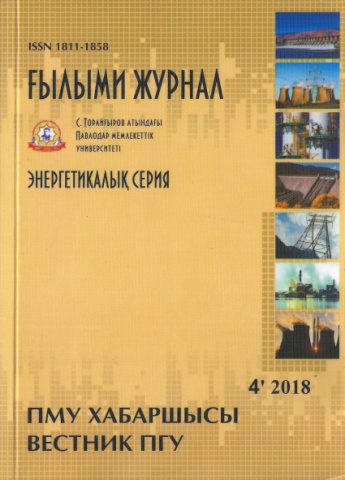 ISSN 1811-1858
ҒЫЛЫМИ ЖУРНАЛ
С. ТОРАЙҒЫРОВ АТЫНДАҒЫ
ПАВЛОДАР МЕМЛЕКЕТТІК
УНИВЕРСИТЕТІ
ЭНЕРГЕТИКАЛЫҚ СЕРИЯ
4' 2018
ПМУ ХАБАРШЫСЫ
ВЕСТНИК ПГУ